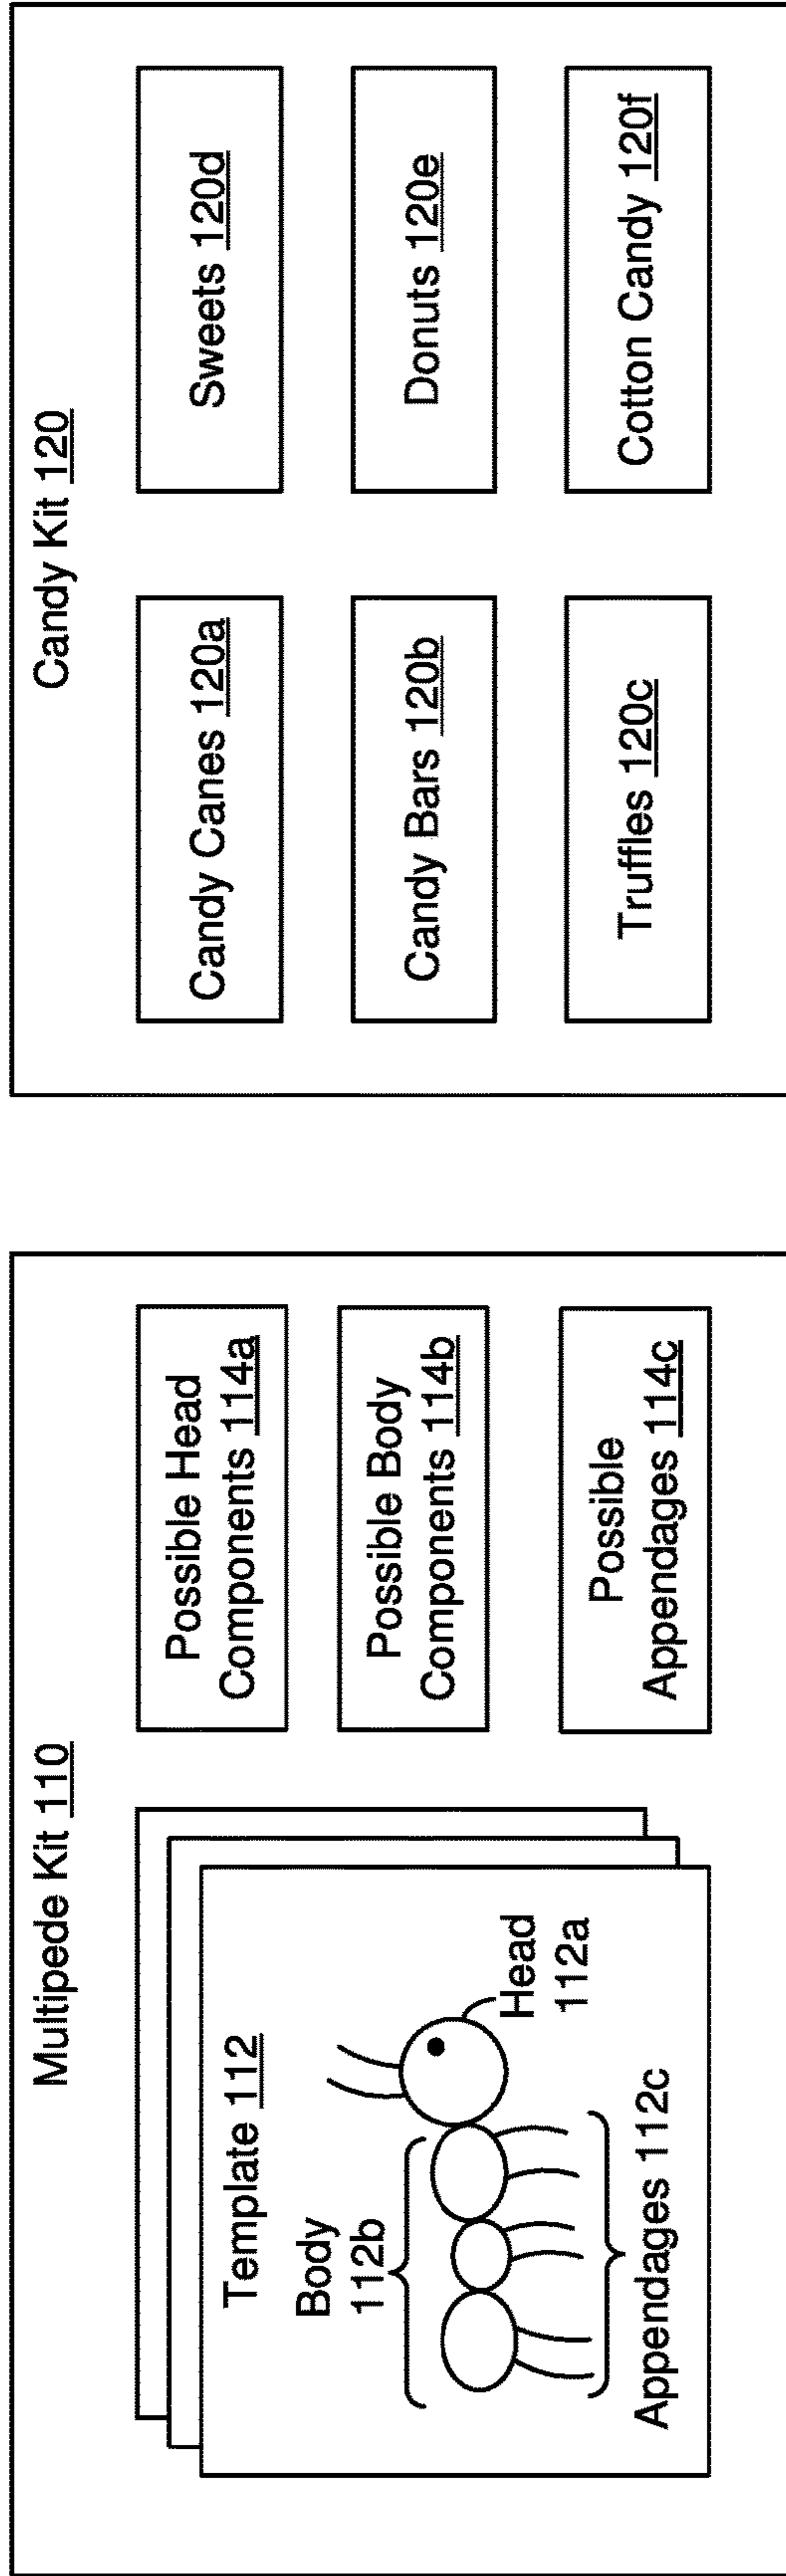 Multipede Kit 110
Template 112
Body
112b
Head
112a
Appendages 112c
Possible Head
Components 114a
Possible Body
Components 114b
Possible
Appendages 114c
Candy Kit 120
Candy Canes 120a
Candy Bars 120b
Truffles 120c
Sweets 120d
Donuts 120e
Cotton Candy 120f